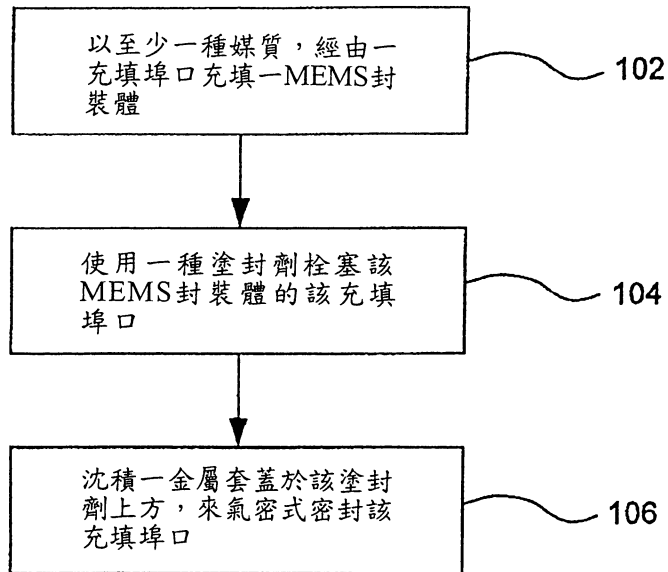 以至少一種媒質，經由一
充填埠口充填一MEMS封
裝體
102
使用一種塗封劑栓塞該
MEMS封裝體的該充填
埠口
104
沈積一金屬套蓋於該塗封
劑上方，來氣密式密封該
充填埠口
106